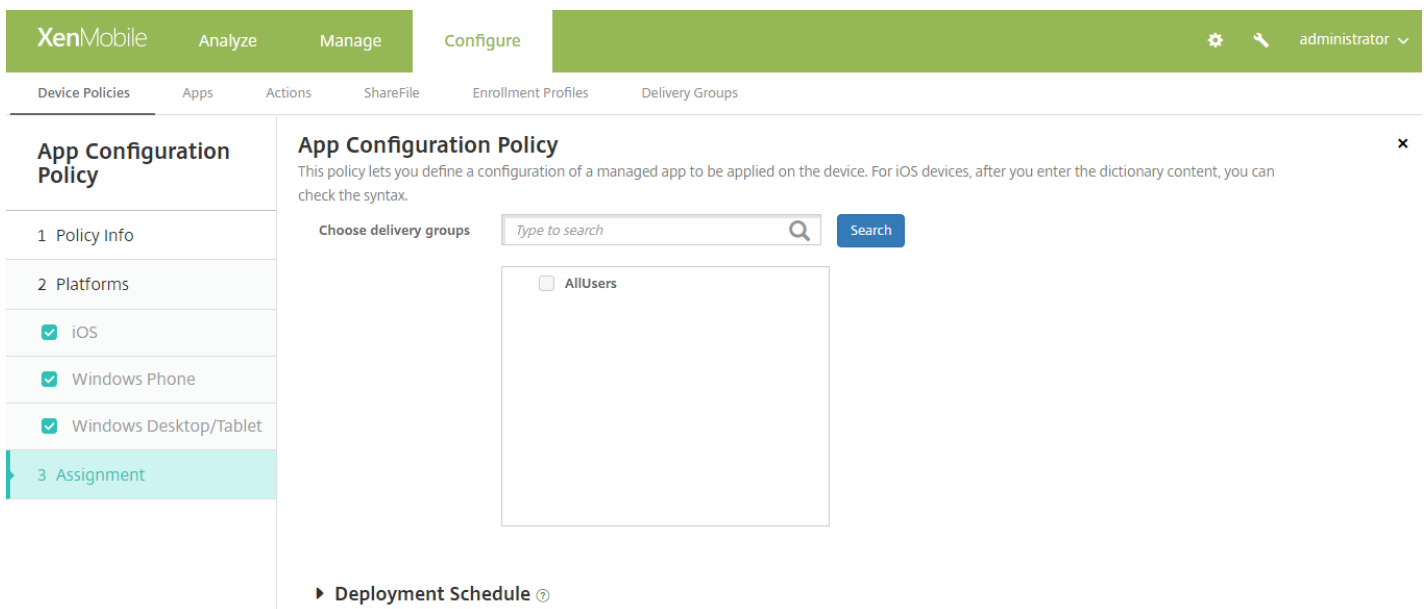 XenMobile Analyze Manage Configure administrator
Device Policies Apps Actions ShareFile Enrollment Profiles Delivery Groups
App Configuration
Policy
1 Policy Info
2 Platforms
iOS
Windows Phone
Windows Desktop/Tablet
3 Assignment
App Configuration Policy
This policy lets you define a configuration of a managed app to be applied on the device. For iOS devices, after you enter the dictionary content, you can
check the syntax.
Choose delivery groups Type to search Search
AllUsers
Deployment Schedule ?